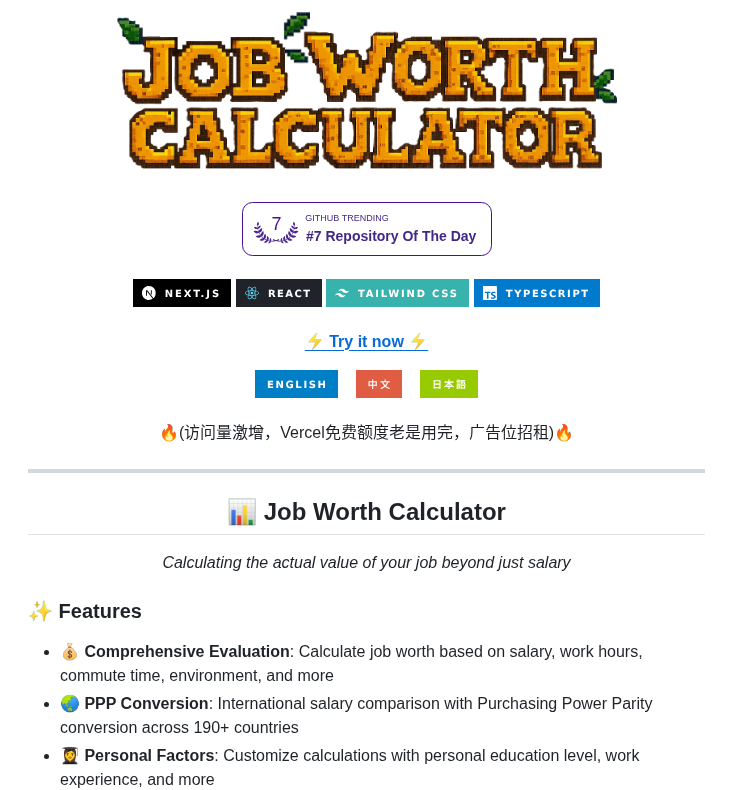 JOB WORTH
CALCULATOR
7
GITHUB TRENDING
#7 Repository Of The Day
NEXT.JS REACT TAILWIND CSS TYPESCRIPT
⚡ Try it now ⚡
ENGLISH 中文 日本語
🔥(访问量激增，Vercel免费额度老是用完，广告位招租)🔥
📊 Job Worth Calculator
Calculating the actual value of your job beyond just salary
✨ Features
• 💰 Comprehensive Evaluation: Calculate job worth based on salary, work hours,
commute time, environment, and more
• 🌏 PPP Conversion: International salary comparison with Purchasing Power Parity
conversion across 190+ countries
• 👩‍🎓 Personal Factors: Customize calculations with personal education level, work
experience, and more